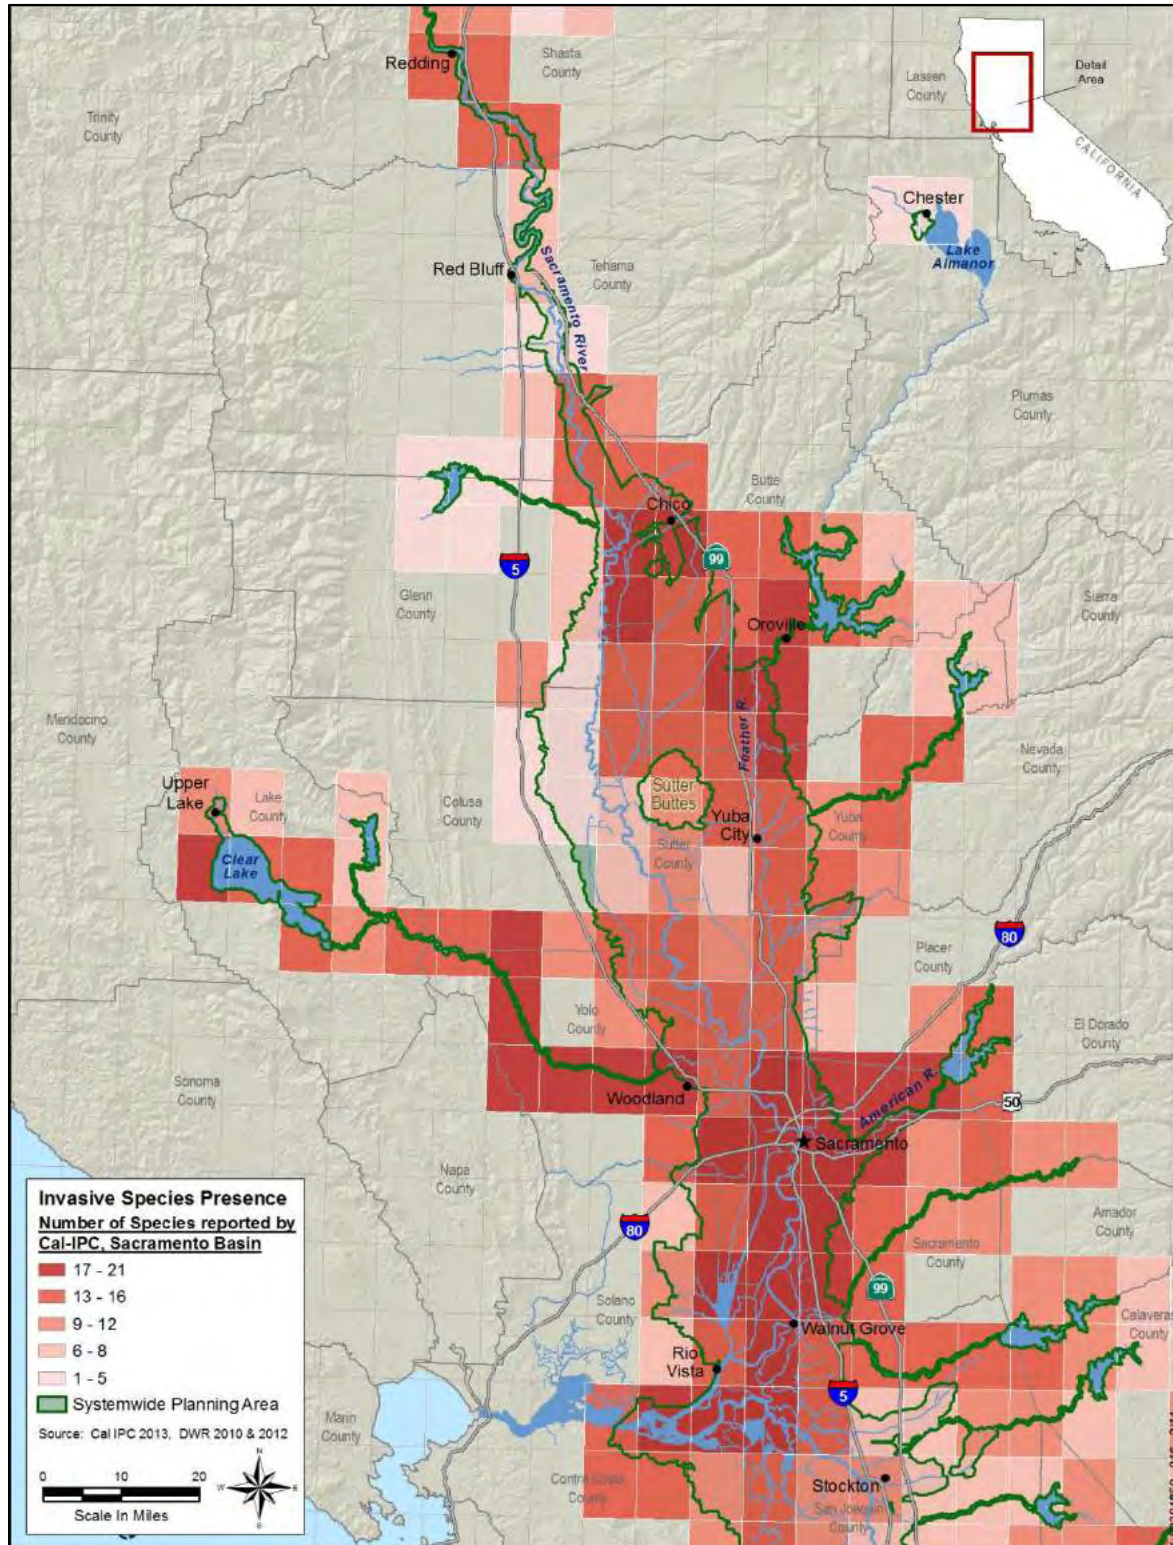 Redding
Shasta
County
Lassen
County
Detail
Area
CALIFORNIA
Trinity
County
Chester
Lake
Almanor
Red Bluff
Sacramento River
Tehama
County
Plumas
County
Butte
County
Chico
99
5
Glenn
County
Sierra
County
Oroville
Mendocino
County
Feather R.
Nevada
County
Upper
Lake
Lake
County
Colusa
County
Sutter
Buttes
Yuba
City
Yuba
County
Sutter
County
Clear
Lake
80
Placer
County
Yolo
County
El Dorado
County
Sonoma
County
Woodland
American R.
50
Sacramento
Napa
County
Amador
County
80
Sacramento
County
99
Solano
County
Walnut Grove
Calaveras
County
Rio
Vista
5
Marin
County
Contra Costa
County
Stockton
San Joaquin
County
Invasive Species Presence
Number of Species reported by
Cal-IPC, Sacramento Basin
17 - 21
13 - 16
9 - 12
6 - 8
1 - 5
Systemwide Planning Area
Source: Cal IPC 2013, DWR 2010 & 2012
0 10 20
Scale In Miles
N
W
E
S